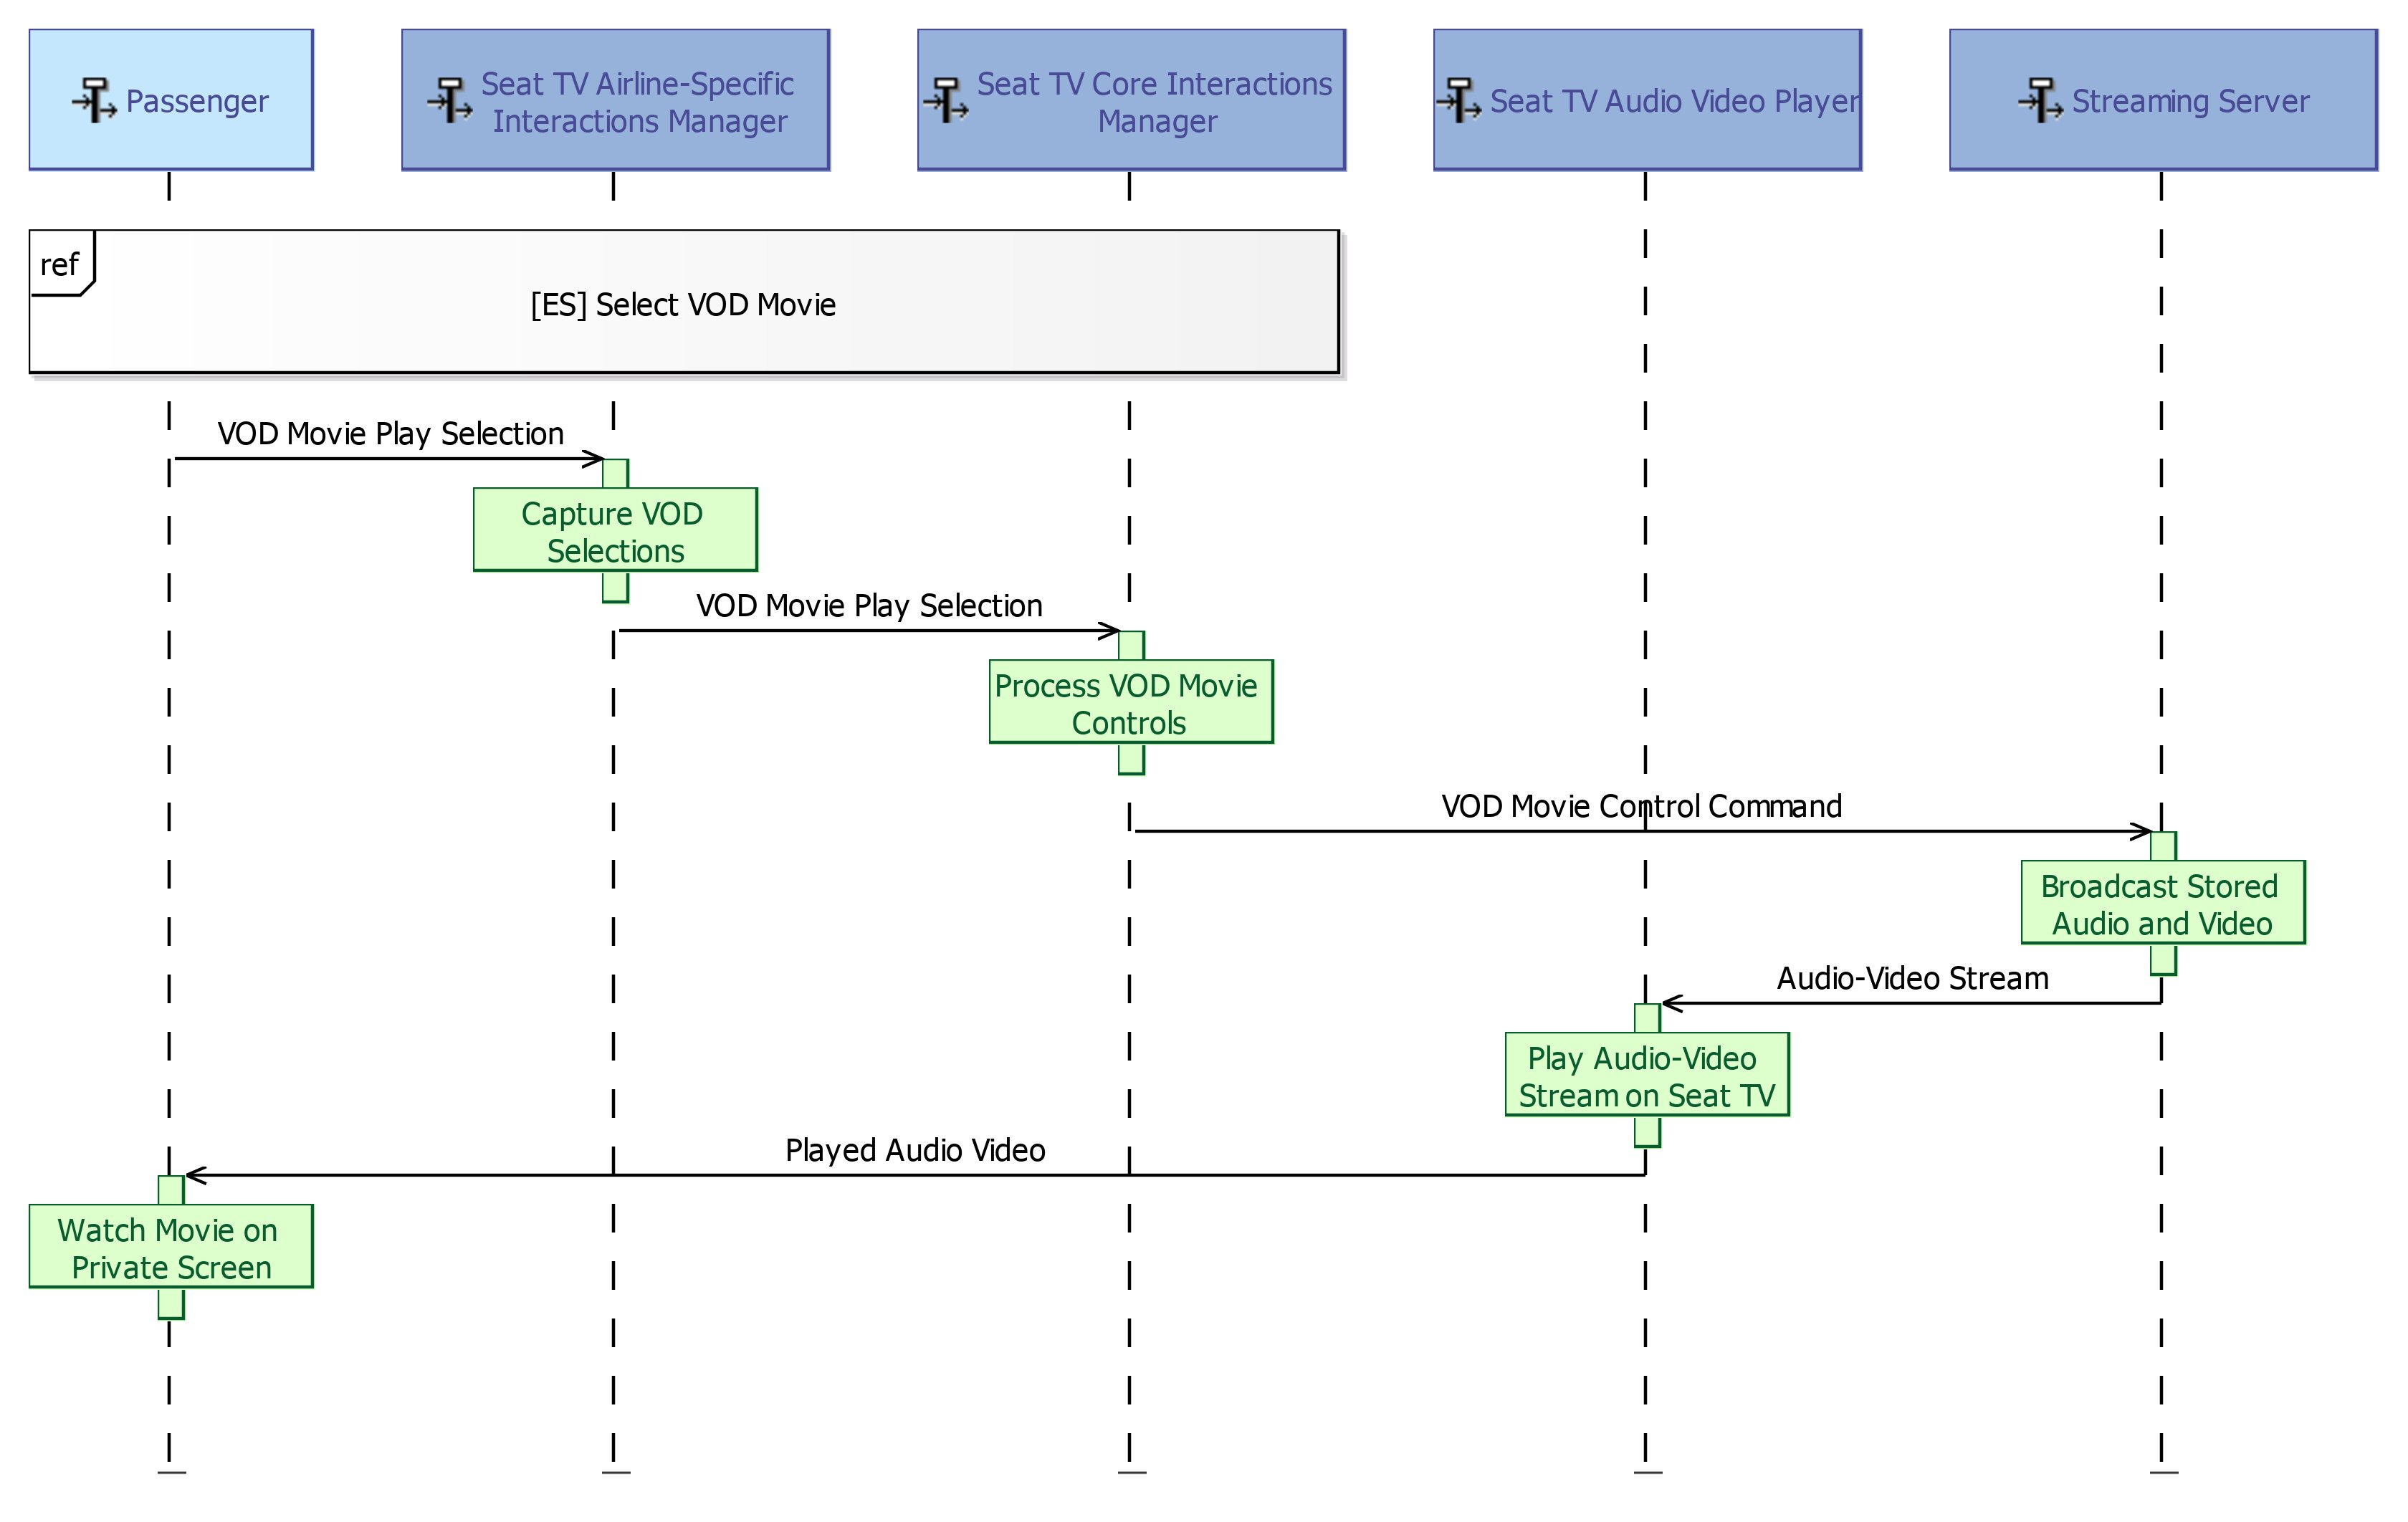 Passenger
Seat TV Airline-Specific
Interactions Manager
Seat TV Core Interactions
Manager
Seat TV Audio Video Player
Streaming Server
ref
[ES] Select VOD Movie
VOD Movie Play Selection
Capture VOD
Selections
VOD Movie Play Selection
Process VOD Movie
Controls
VOD Movie Control Command
Broadcast Stored
Audio and Video
Audio-Video Stream
Play Audio-Video
Stream on Seat TV
Played Audio Video
Watch Movie on
Private Screen